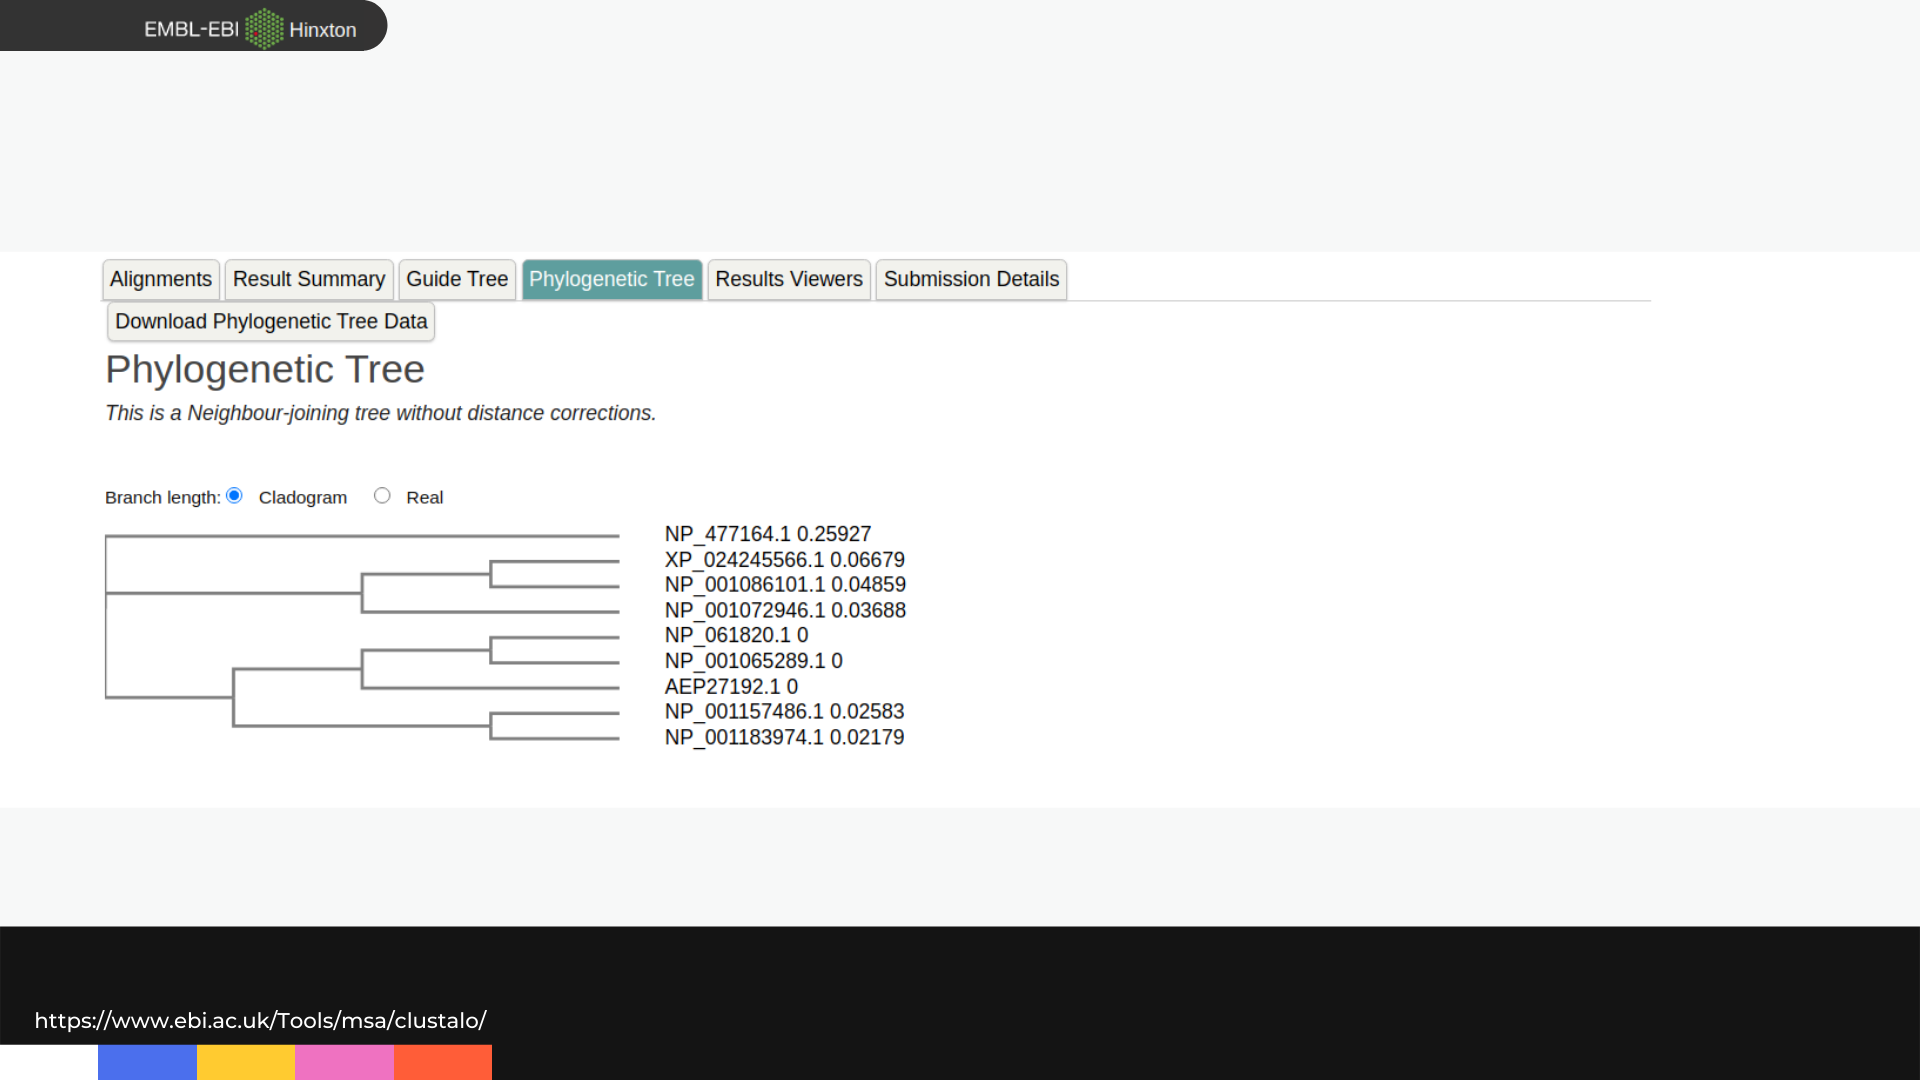 EMBL-EBI Hinxton
Alignments Result Summary Guide Tree Phylogenetic Tree Results Viewers Submission Details
Download Phylogenetic Tree Data
Phylogenetic Tree
This is a Neighbour-joining tree without distance corrections.
Branch length: Cladogram Real
NP_477164.1 0.25927
XP_024245566.1 0.06679
NP_001086101.1 0.04859
NP_001072946.1 0.03688
NP_061820.1 0
NP_001065289.1 0
AEP27192.1 0
NP_001157486.1 0.02583
NP_001183974.1 0.02179
https://www.ebi.ac.uk/Tools/msa/clustalo/